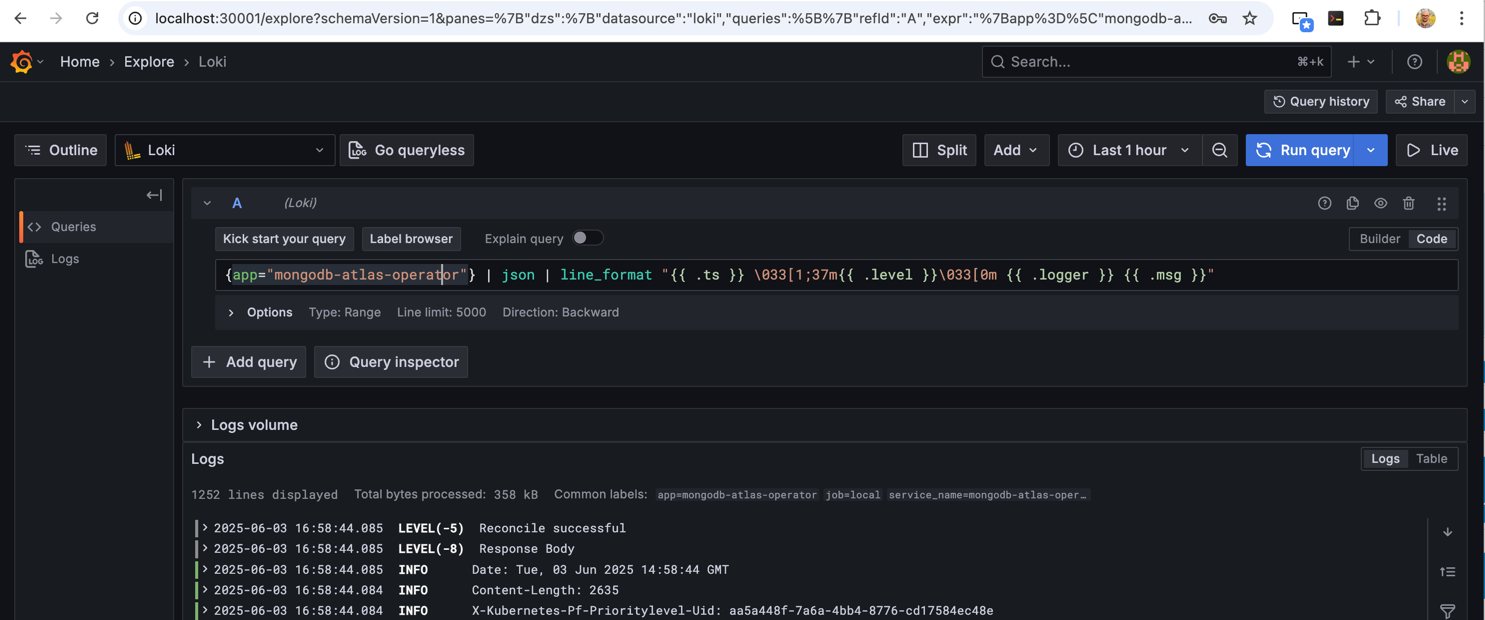 localhost:30001/explore?schemaVersion=1&panes=%7B"dzs":%7B"datasource":"loki","queries":%5B%7B"refId":"A","expr":"%7Bapp%3D%5C"mongodb-a...
Home › Explore › Loki
Search...
⌘+k
Query history
Share
Outline
Loki
LOG
Go queryless
Split
Add
Last 1 hour
Run query
Live
Queries
LOG
Logs
A
(Loki)
Kick start your query
Label browser
Explain query
Builder
Code
{app="mongodb-atlas-operator"} | json | line_format "{{ .ts }} \033[1;37m{{ .level }}\033[0m {{ .logger }} {{ .msg }}"
Options Type: Range Line limit: 5000 Direction: Backward
+ Add query
Query inspector
Logs volume
Logs
Logs
Table
1252 lines displayed Total bytes processed: 358 kB Common labels: app=mongodb-atlas-operator job=local service_name=mongodb-atlas-oper…
2025-06-03 16:58:44.085 LEVEL(-5) Reconcile successful
2025-06-03 16:58:44.085 LEVEL(-8) Response Body
2025-06-03 16:58:44.085 INFO Date: Tue, 03 Jun 2025 14:58:44 GMT
2025-06-03 16:58:44.084 INFO Content-Length: 2635
2025-06-03 16:58:44.084 INFO X-Kubernetes-Pf-Prioritylevel-Uid: aa5a448f-7a6a-4bb4-8776-cd17584ec48e